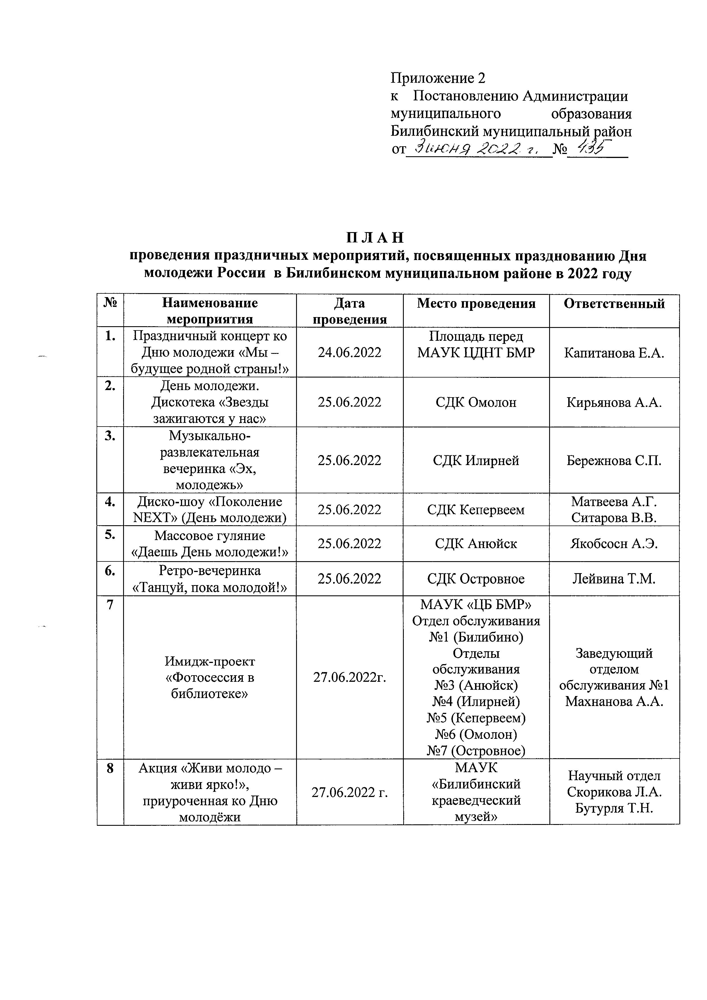 Приложение 2
к Постановлению Администрации
муниципального образования
Билибинский муниципальный район
от 3 июня 2022 г. № 435
П Л А Н
проведения праздничных мероприятий, посвященных празднованию Дня
молодежи России в Билибинском муниципальном районе в 2022 году
№ Наименование мероприятия Дата проведения Место проведения Ответственный
1.
Праздничный концерт ко
Дню молодежи «Мы –
будущее родной страны!»
24.06.2022
Площадь перед
МАУК ЦДНТ БМР
Капитанова Е.А.
2.
День молодежи.
Дискотека «Звезды
зажигаются у нас»
25.06.2022
СДК Омолон
Кирьянова А.А.
3.
Музыкально-
развлекательная
вечеринка «Эх,
молодежь»
25.06.2022
СДК Илирней
Бережнова С.П.
4.
Диско-шоу «Поколение
NEXT» (День молодежи)
25.06.2022
СДК Кепервеем
Матвеева А.Г.
Ситарова В.В.
5.
Массовое гуляние
«Даешь День молодежи!»
25.06.2022
СДК Анюйск
Якобсосн А.Э.
6.
Ретро-вечеринка
«Танцуй, пока молодой!»
25.06.2022
СДК Островное
Лейвина Т.М.
7
Имидж-проект
«Фотосессия в
библиотеке»
27.06.2022г.
МАУК «ЦБ БМР»
Отдел обслуживания
№1 (Билибино)
Отделы
обслуживания
№3 (Анюйск)
№4 (Илирней)
№5 (Кепервеем)
№6 (Омолон)
№7 (Островное)
Заведующий
отделом
обслуживания №1
Махнанова А.А.
8
Акция «Живи молодо –
живи ярко!»,
приуроченная ко Дню
молодёжи
27.06.2022 г.
МАУК
«Билибинский
краеведческий
музей»
Научный отдел
Скорикова Л.А.
Бутурля Т.Н.